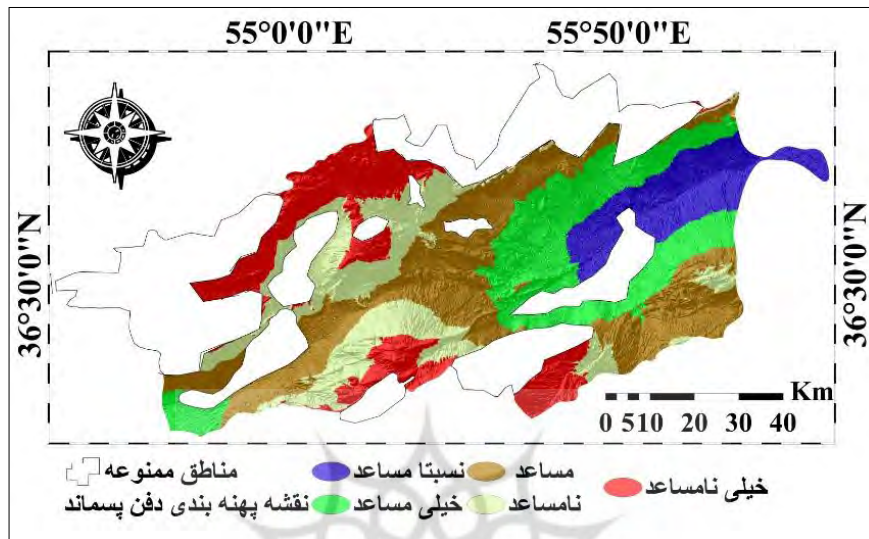 55°0'0"E 55°50'0"E
36°30'0"N 36°30'0"N
Km
0 5 10 20 30 40
مناطق ممنوعه نسبتا مساعد مساعد
خیلی نامساعد
نقشه پهنه بندی دفن پسماند خیلی مساعد نامساعد